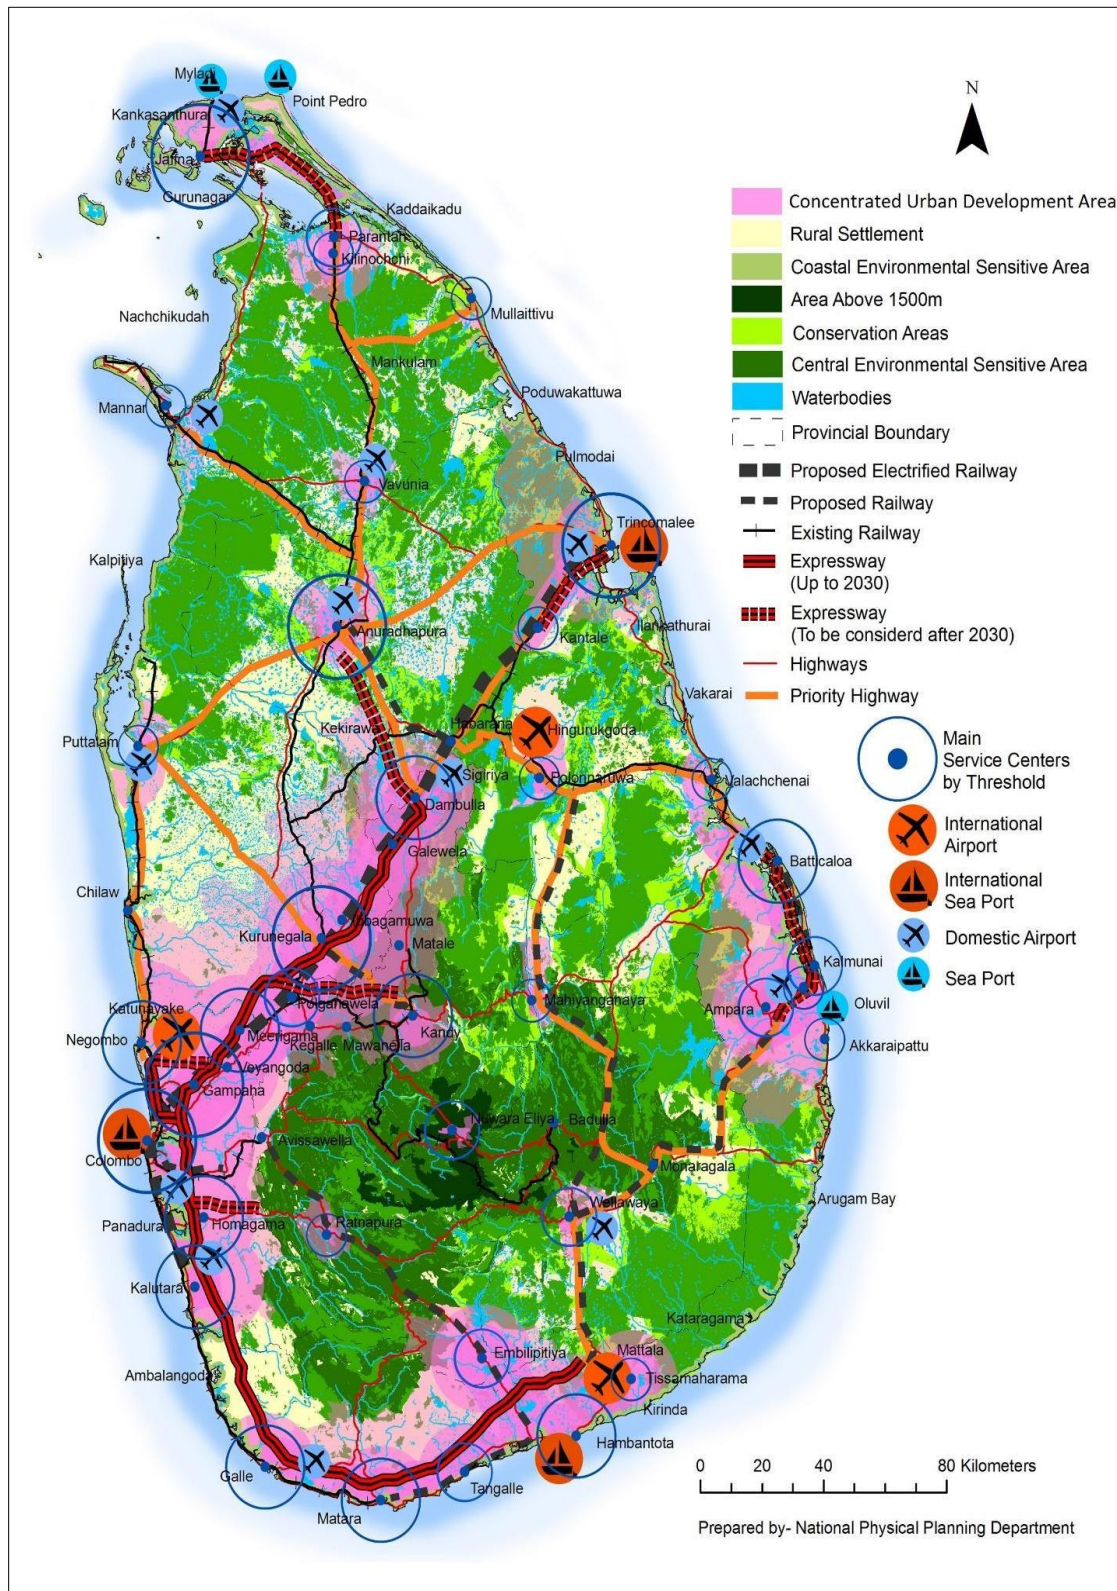 Myladi
Point Pedro
Kankasanthura
Jaffna
Gurunagar
Kaddaikadu
Parantan
Kilinochchi
Mullaittivu
Nachchikudah
Mankulam
Mannar
Poduwakattuwa
Pulmodai
Vavunia
Trincomalee
Kalpitiya
Anuradhapura
Kantale
Ilankathurai
Vakarai
Kekirawa
Habarana
Hingurukgoda
Puttalam
Sigiriya
Polonnaruwa
Valachchenai
Dambulla
Galewela
Batticaloa
Chilaw
Ibbagamuwa
Kurunegala
Matale
Kalmunai
Katunayake
Polgahawela
Mahiyanganaya
Ampara
Oluvil
Negombo
Meerigama
Kegalle
Mawanella
Kandy
Akkaraipattu
Veyangoda
Gampaha
Nuwara Eliya
Badulla
Avissawella
Colombo
Monaragala
Arugam Bay
Panadura
Homagama
Ratnapura
Wellawaya
Kalutara
Kataragama
Embilipitiya
Mattala
Ambalangoda
Tissamaharama
Kirinda
Hambantota
Galle
Tangalle
Matara
N
Concentrated Urban Development Area
Rural Settlement
Coastal Environmental Sensitive Area
Area Above 1500m
Conservation Areas
Central Environmental Sensitive Area
Waterbodies
Provincial Boundary
Proposed Electrified Railway
Proposed Railway
Existing Railway
Expressway
(Up to 2030)
Expressway
(To be considerd after 2030)
Highways
Priority Highway
Main
Service Centers
by Threshold
International
Airport
International
Sea Port
Domestic Airport
Sea Port
0 20 40 80 Kilometers
Prepared by- National Physical Planning Department